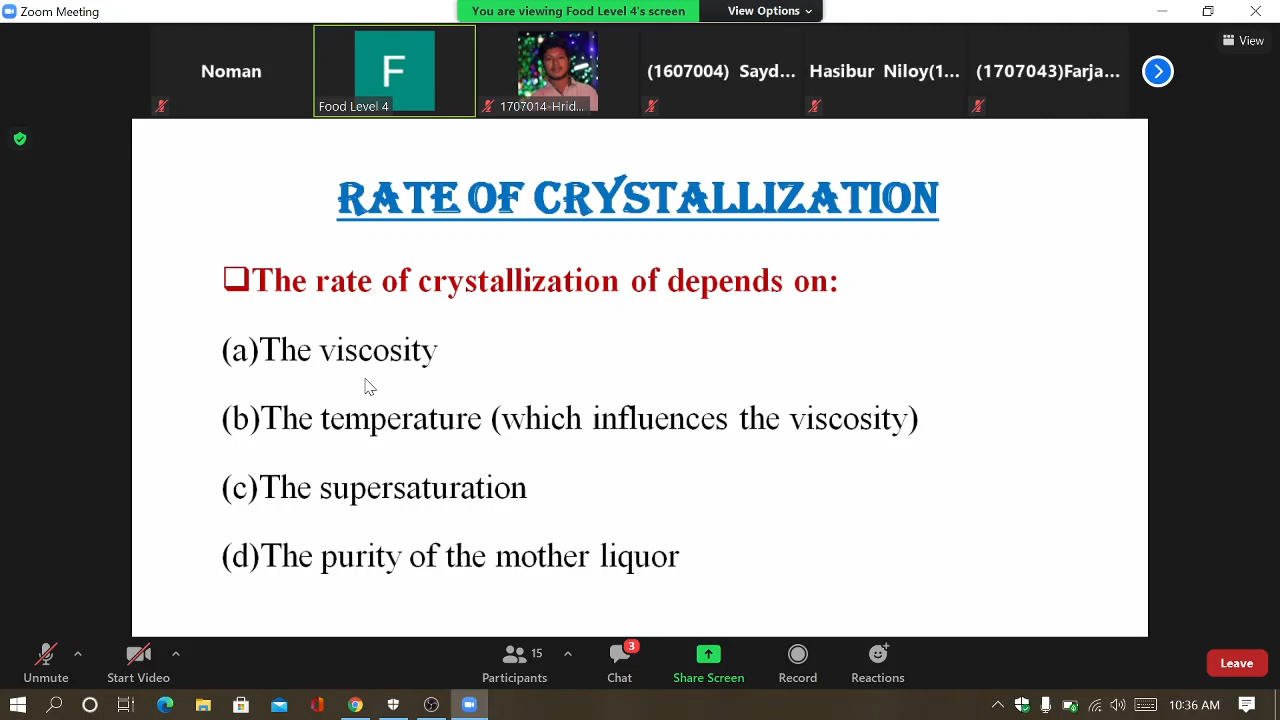 Zoom Meeting
You are viewing Food Level 4's screen
View Options
View
Noman
F
Food Level 4
1707014-Hrid...
(1607004) Sayd...
Hasibur Niloy(1...
(1707043)Farja...
RATE OF CRYSTALLIZATION
The rate of crystallization of depends on:
(a)The viscosity
(b)The temperature (which influences the viscosity)
(c)The supersaturation
(d)The purity of the mother liquor
Unmute
Start Video
15
Participants
3
Chat
Share Screen
Record
Reactions
Leave
10:36 AM